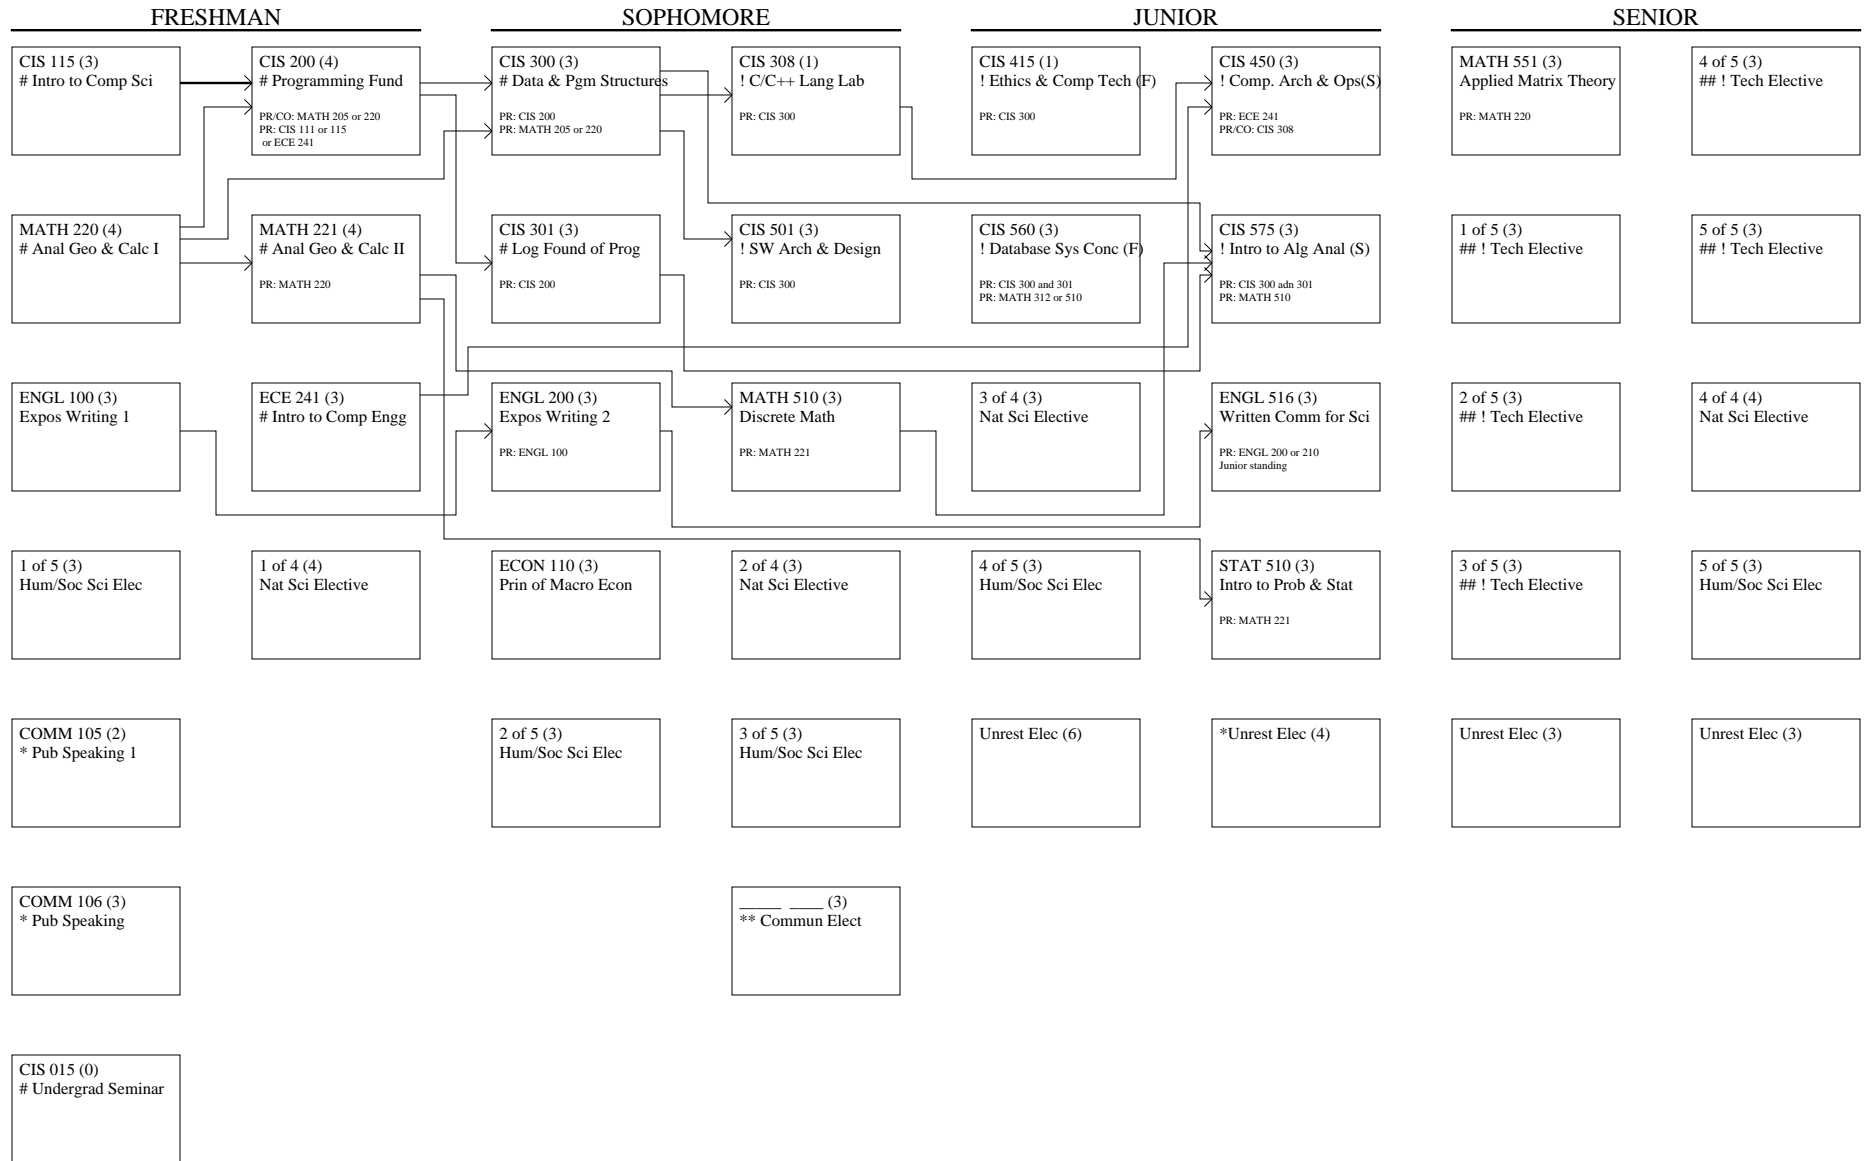 FRESHMAN
SOPHOMORE
JUNIOR
SENIOR
CIS 115 (3)
# Intro to Comp Sci
CIS 200 (4)
# Programming Fund
PR/CO: MATH 205 or 220
PR: CIS 111 or 115
or ECE 241
CIS 300 (3)
# Data & Pgm Structures
PR: CIS 200
PR: MATH 205 or 220
CIS 308 (1)
! C/C++ Lang Lab
PR: CIS 300
CIS 415 (1)
! Ethics & Comp Tech (F)
PR: CIS 300
CIS 450 (3)
! Comp. Arch & Ops(S)
PR: ECE 241
PR/CO: CIS 308
MATH 551 (3)
Applied Matrix Theory
PR: MATH 220
4 of 5 (3)
## ! Tech Elective
MATH 220 (4)
# Anal Geo & Calc I
MATH 221 (4)
# Anal Geo & Calc II
PR: MATH 220
CIS 301 (3)
# Log Found of Prog
PR: CIS 200
CIS 501 (3)
! SW Arch & Design
PR: CIS 300
CIS 560 (3)
! Database Sys Conc (F)
PR: CIS 300 and 301
PR: MATH 312 or 510
CIS 575 (3)
! Intro to Alg Anal (S)
PR: CIS 300 adn 301
PR: MATH 510
1 of 5 (3)
## ! Tech Elective
5 of 5 (3)
## ! Tech Elective
ENGL 100 (3)
Expos Writing 1
ECE 241 (3)
# Intro to Comp Engg
ENGL 200 (3)
Expos Writing 2
PR: ENGL 100
MATH 510 (3)
Discrete Math
PR: MATH 221
3 of 4 (3)
Nat Sci Elective
ENGL 516 (3)
Written Comm for Sci
PR: ENGL 200 or 210
Junior standing
2 of 5 (3)
## ! Tech Elective
4 of 4 (4)
Nat Sci Elective
1 of 5 (3)
Hum/Soc Sci Elec
1 of 4 (4)
Nat Sci Elective
ECON 110 (3)
Prin of Macro Econ
2 of 4 (3)
Nat Sci Elective
4 of 5 (3)
Hum/Soc Sci Elec
STAT 510 (3)
Intro to Prob & Stat
PR: MATH 221
3 of 5 (3)
## ! Tech Elective
5 of 5 (3)
Hum/Soc Sci Elec
COMM 105 (2)
* Pub Speaking 1
2 of 5 (3)
Hum/Soc Sci Elec
3 of 5 (3)
Hum/Soc Sci Elec
Unrest Elec (6)
*Unrest Elec (4)
Unrest Elec (3)
Unrest Elec (3)
COMM 106 (3)
* Pub Speaking
_____ ____ (3)
** Commun Elect
CIS 015 (0)
# Undergrad Seminar